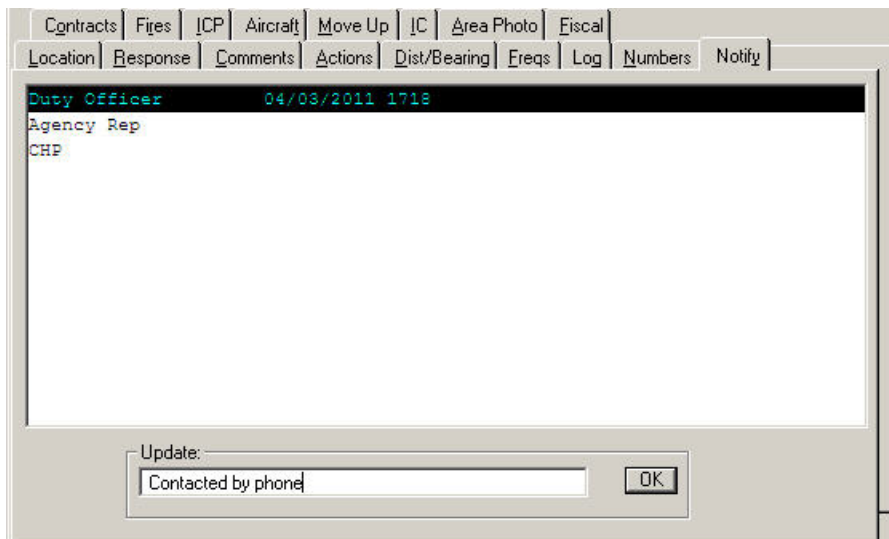 Contracts Fires ICP Aircraft Move Up IC Area Photo Fiscal
Location Response Comments Actions Dist/Bearing Freqs Log Numbers Notify
Duty Officer 04/03/2011 1718
Agency Rep
CHP
Update:
Contacted by phone
OK